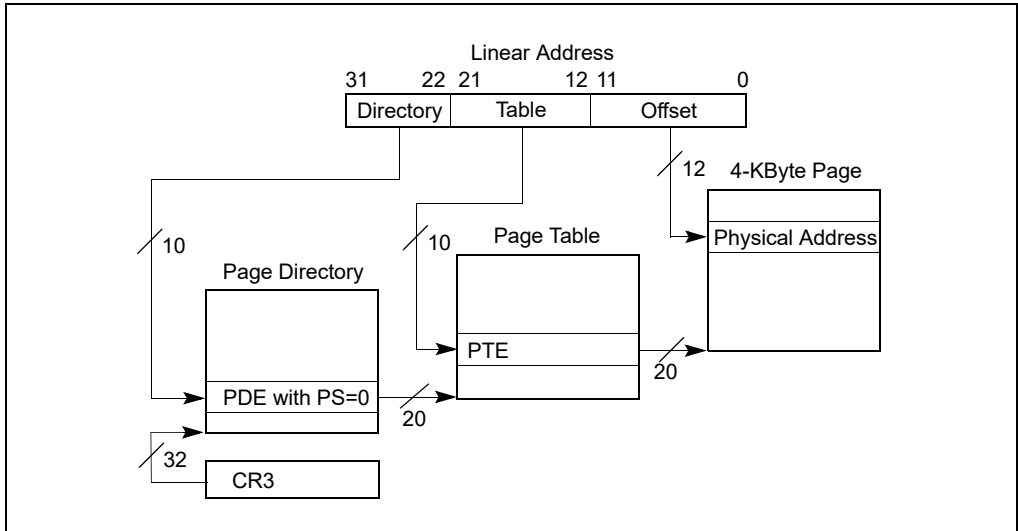 Linear Address
31 22 21 12 11 0
Directory Table Offset
12 4-KByte Page
10 10 Page Table Physical Address
Page Directory
PTE
20
PDE with PS=0
20
32
CR3